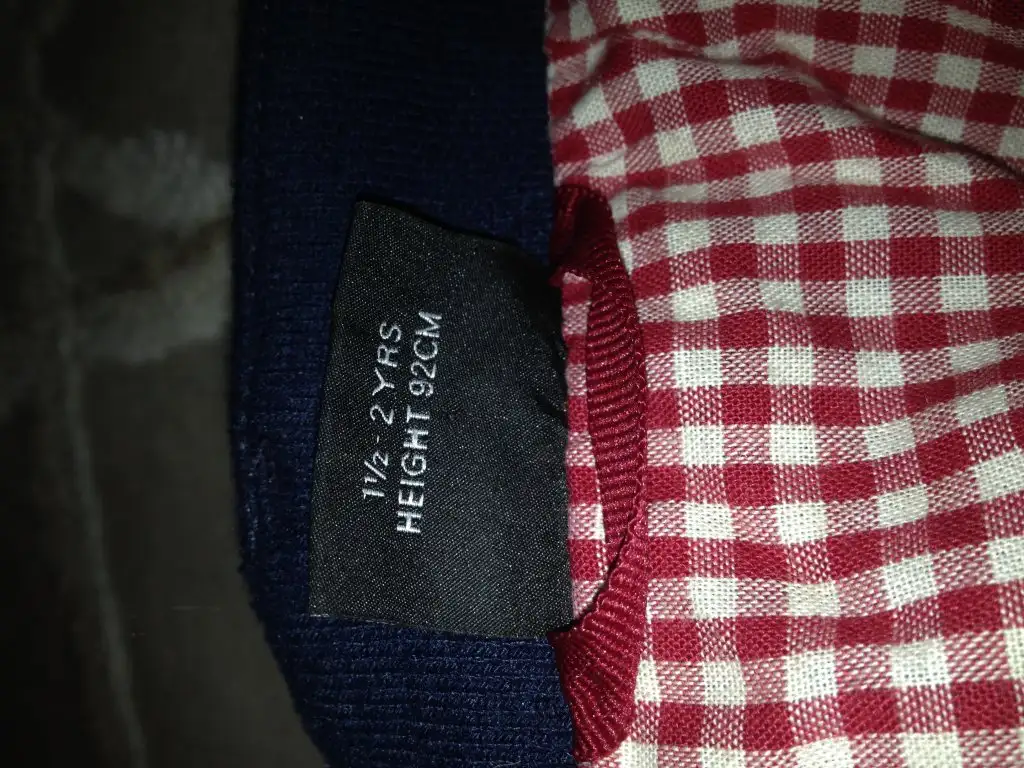 1½ - 2 YRS
HEIGHT 92CM